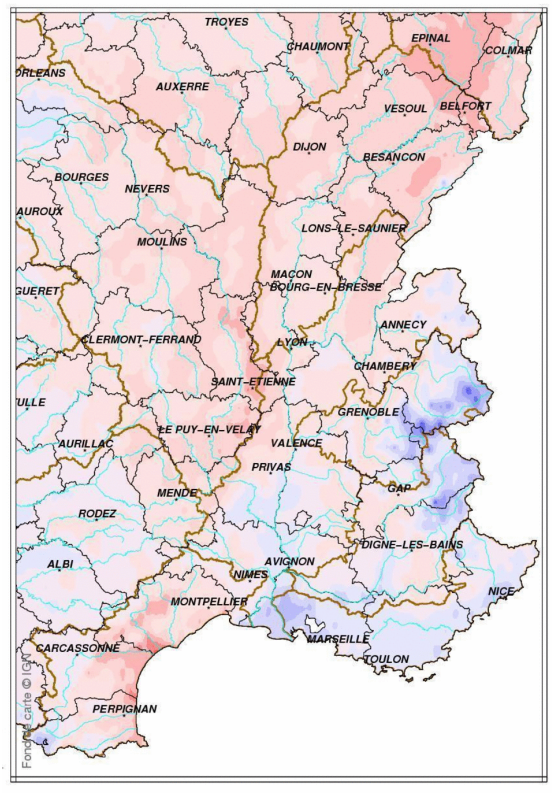 TROYES
EPINAL
CHAUMONT
COLMAR
ORLEANS
AUXERRE
VESOUL
BELFORT
DIJON
BESANCON
BOURGES
NEVERS
AUROUX
LONS-LE-SAUNIER
MOULINS
MACON
BOURG-EN-BRESSE
GUERET
ANNECY
CLERMONT-FERRAND
LYON
CHAMBERY
SAINT-ETIENNE
ULLE
GRENOBLE
LE PUY-EN-VELAY
AURILLAC
VALENCE
PRIVAS
MENDE
GAP
RODEZ
DIGNE-LES-BAINS
ALBI
AVIGNON
NIMES
NICE
MONTPELLIER
MARSEILLE
CARCASSONNE
TOULON
PERPIGNAN
Fond de carte © IGN